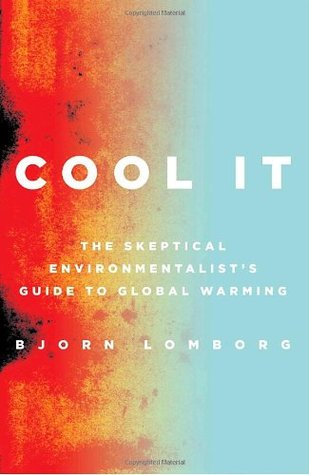 COOL IT
THE SKEPTICAL
ENVIRONMENTALIST'S
GUIDE TO GLOBAL WARMING
BJORN LOMBORG